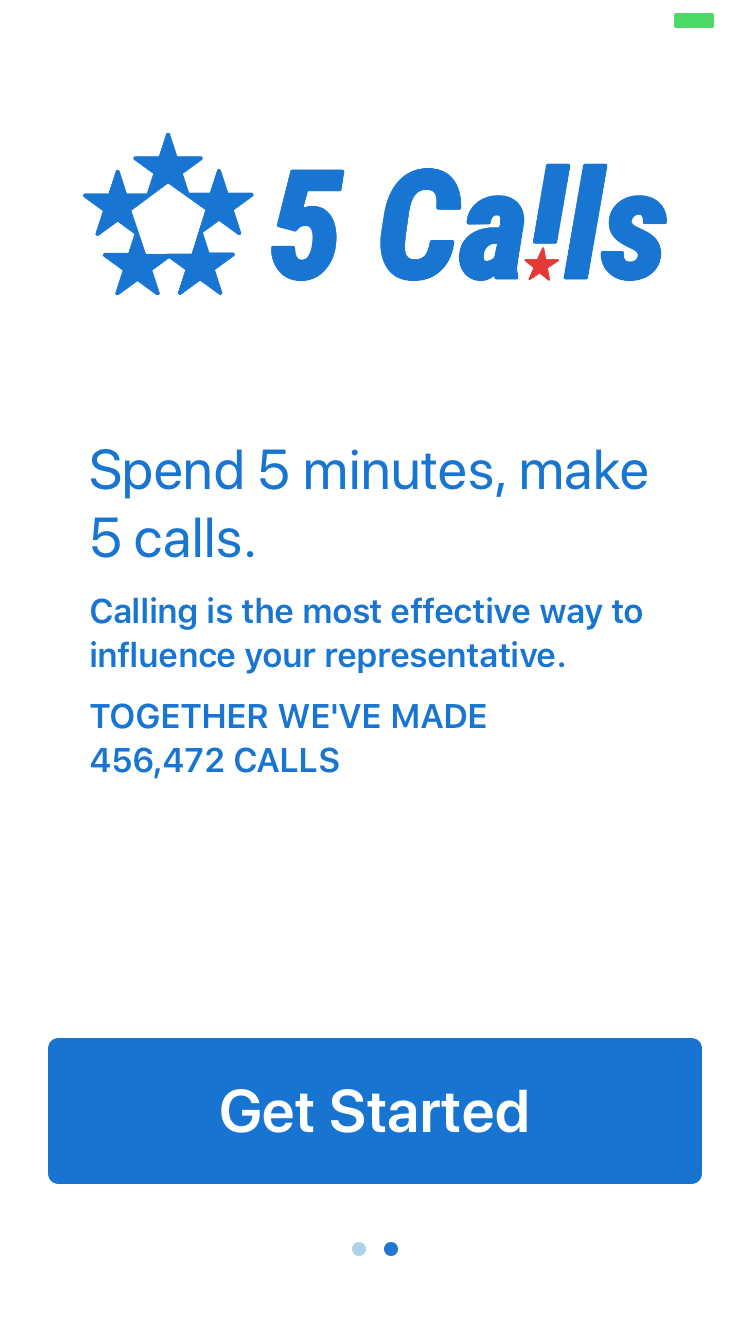 5 Calls
Spend 5 minutes, make
5 calls.
Calling is the most effective way to
influence your representative.
TOGETHER WE'VE MADE
456,472 CALLS
Get Started